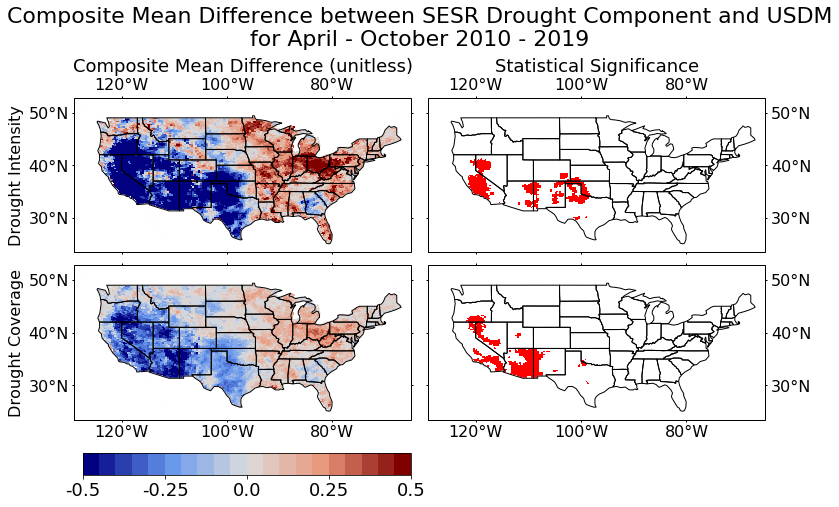 Composite Mean Difference between SESR Drought Component and USDM
for April - October 2010 - 2019
Composite Mean Difference (unitless)
Statistical Significance
120°W 100°W 80°W
120°W 100°W 80°W
Drought Intensity
50°N
40°N
30°N
50°N
40°N
30°N
Drought Coverage
50°N
40°N
30°N
50°N
40°N
30°N
120°W 100°W 80°W
120°W 100°W 80°W
-0.5 -0.25 0.0 0.25 0.5